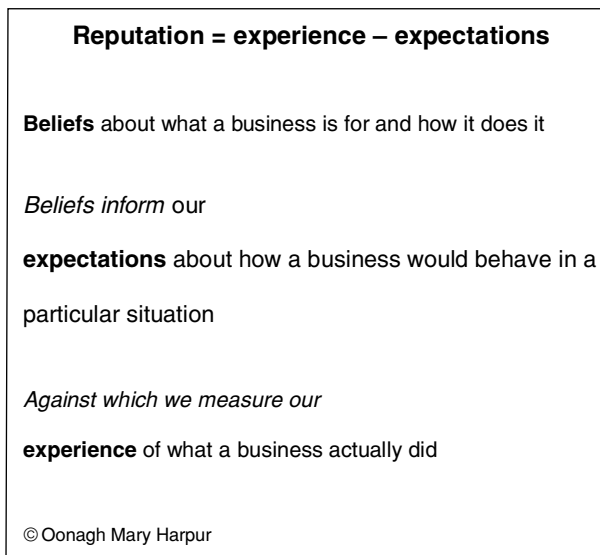 Reputation = experience – expectations
Beliefs about what a business is for and how it does it
Beliefs inform our
expectations about how a business would behave in a
particular situation
Against which we measure our
experience of what a business actually did
© Oonagh Mary Harpur